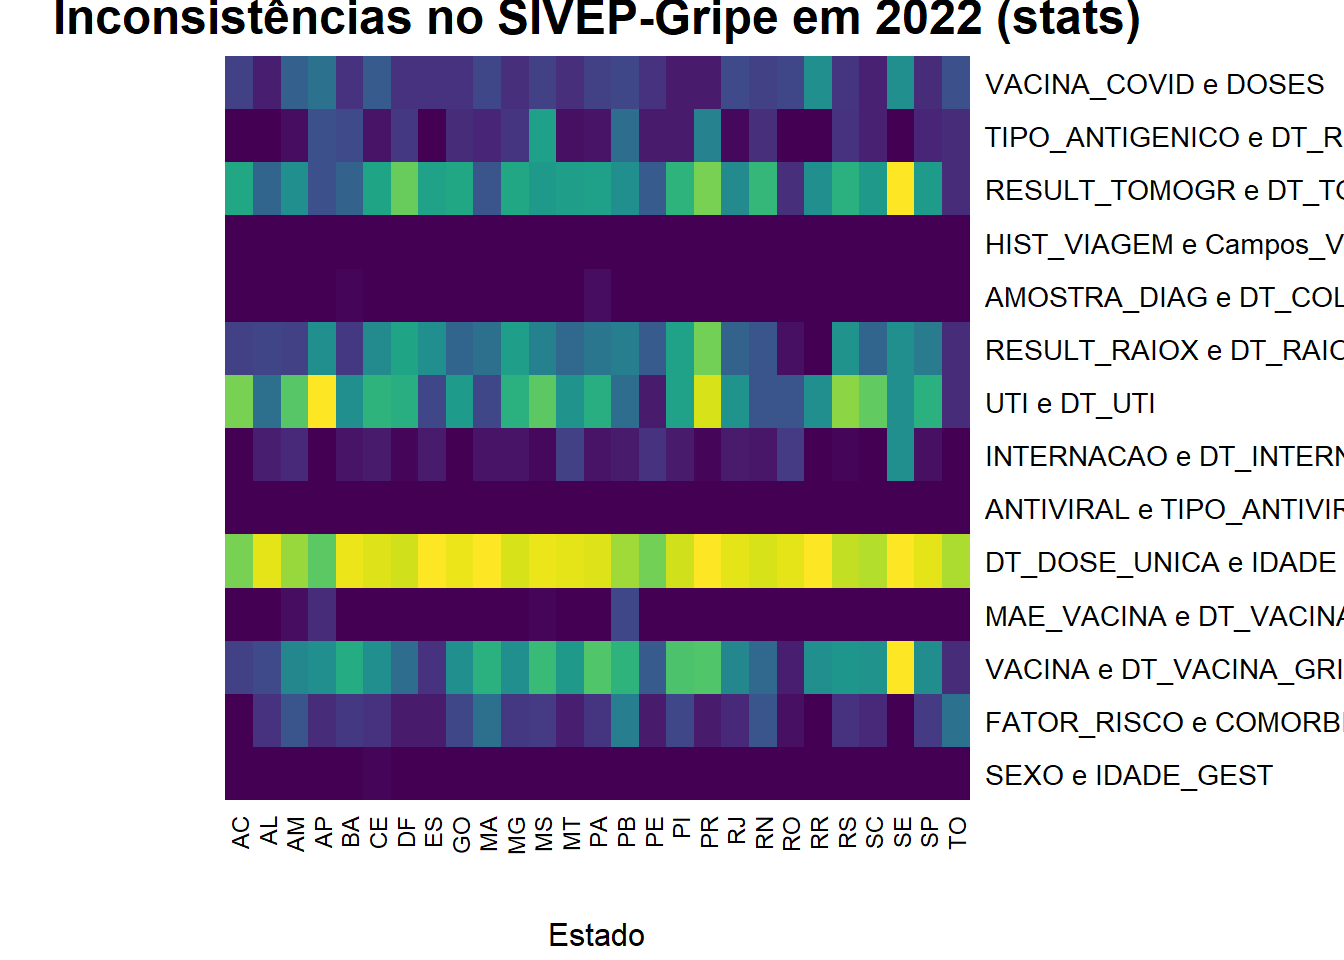 Inconsistências no SIVEP-Gripe em 2022 (stats)
VACINA_COVID e DOSES
TIPO_ANTIGENICO e DT_R
RESULT_TOMOGR e DT_TO
HIST_VIAGEM e Campos_V
AMOSTRA_DIAG e DT_COL
RESULT_RAIOX e DT_RAIO
UTI e DT_UTI
INTERNACAO e DT_INTERN
ANTIVIRAL e TIPO_ANTIVIR
DT_DOSE_UNICA e IDADE
MAE_VACINA e DT_VACINA
VACINA e DT_VACINA_GRI
FATOR_RISCO e COMORBI
SEXO e IDADE_GEST
AC AL AM AP BA CE DF ES GO MA MG MS MT PA PB PE PI PR RJ RN RO RR RS SC SE SP TO
Estado